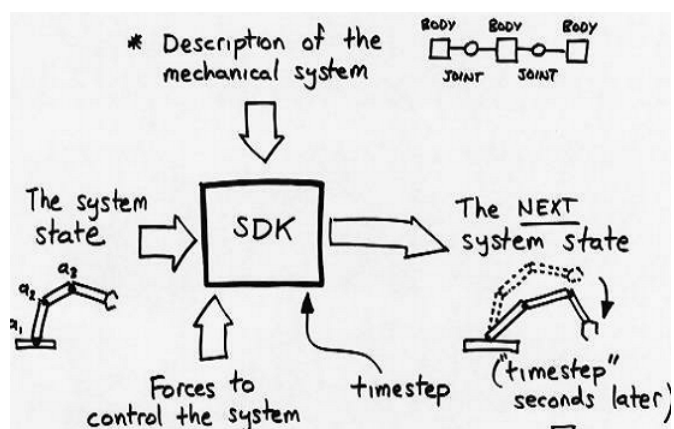 * Description of the
mechanical system
BODY BODY BODY
JOINT JOINT
The system
state
SDK
The NEXT
system state
a₁ a₂ a₃
Forces to
control the system
timestep
("timestep"
seconds later)